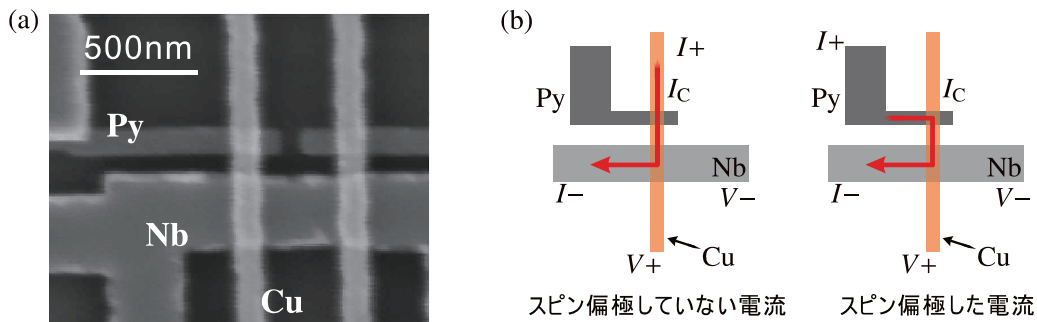 (a)
500nm
Py
Nb
Cu
(b)
I+
Py
IC
Nb
I−
V−
V+
Cu
スピン偏極していない電流
I+
Py
IC
Nb
I−
V−
V+
Cu
スピン偏極した電流